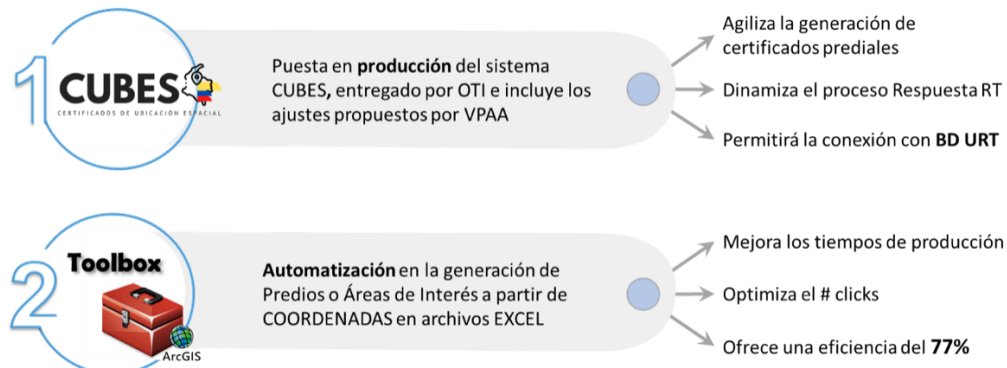 1
CUBES
CERTIFICADOS DE UBICACIÓN ESPACIAL
Puesta en producción del sistema
CUBES, entregado por OTI e incluye los
ajustes propuestos por VPAA
Agiliza la generación de
certificados prediales
Dinamiza el proceso Respuesta RT
Permitirá la conexión con BD URT
2
Toolbox
ArcGIS
Automatización en la generación de
Predios o Áreas de Interés a partir de
COORDENADAS en archivos EXCEL
Mejora los tiempos de producción
Optimiza el # clicks
Ofrece una eficiencia del 77%